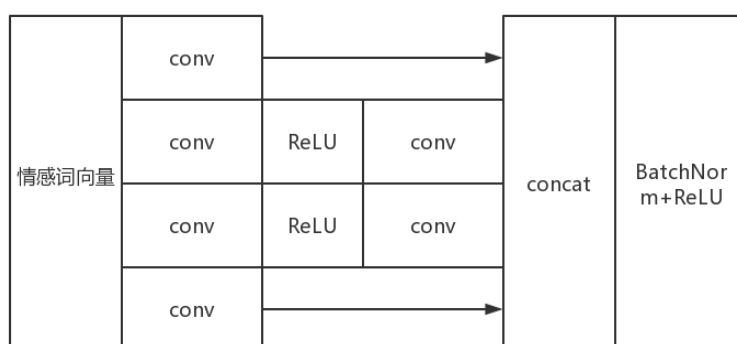 conv
conv
ReLU
conv
情感词向量
concat
BatchNor
m+ReLU
conv
ReLU
conv
conv